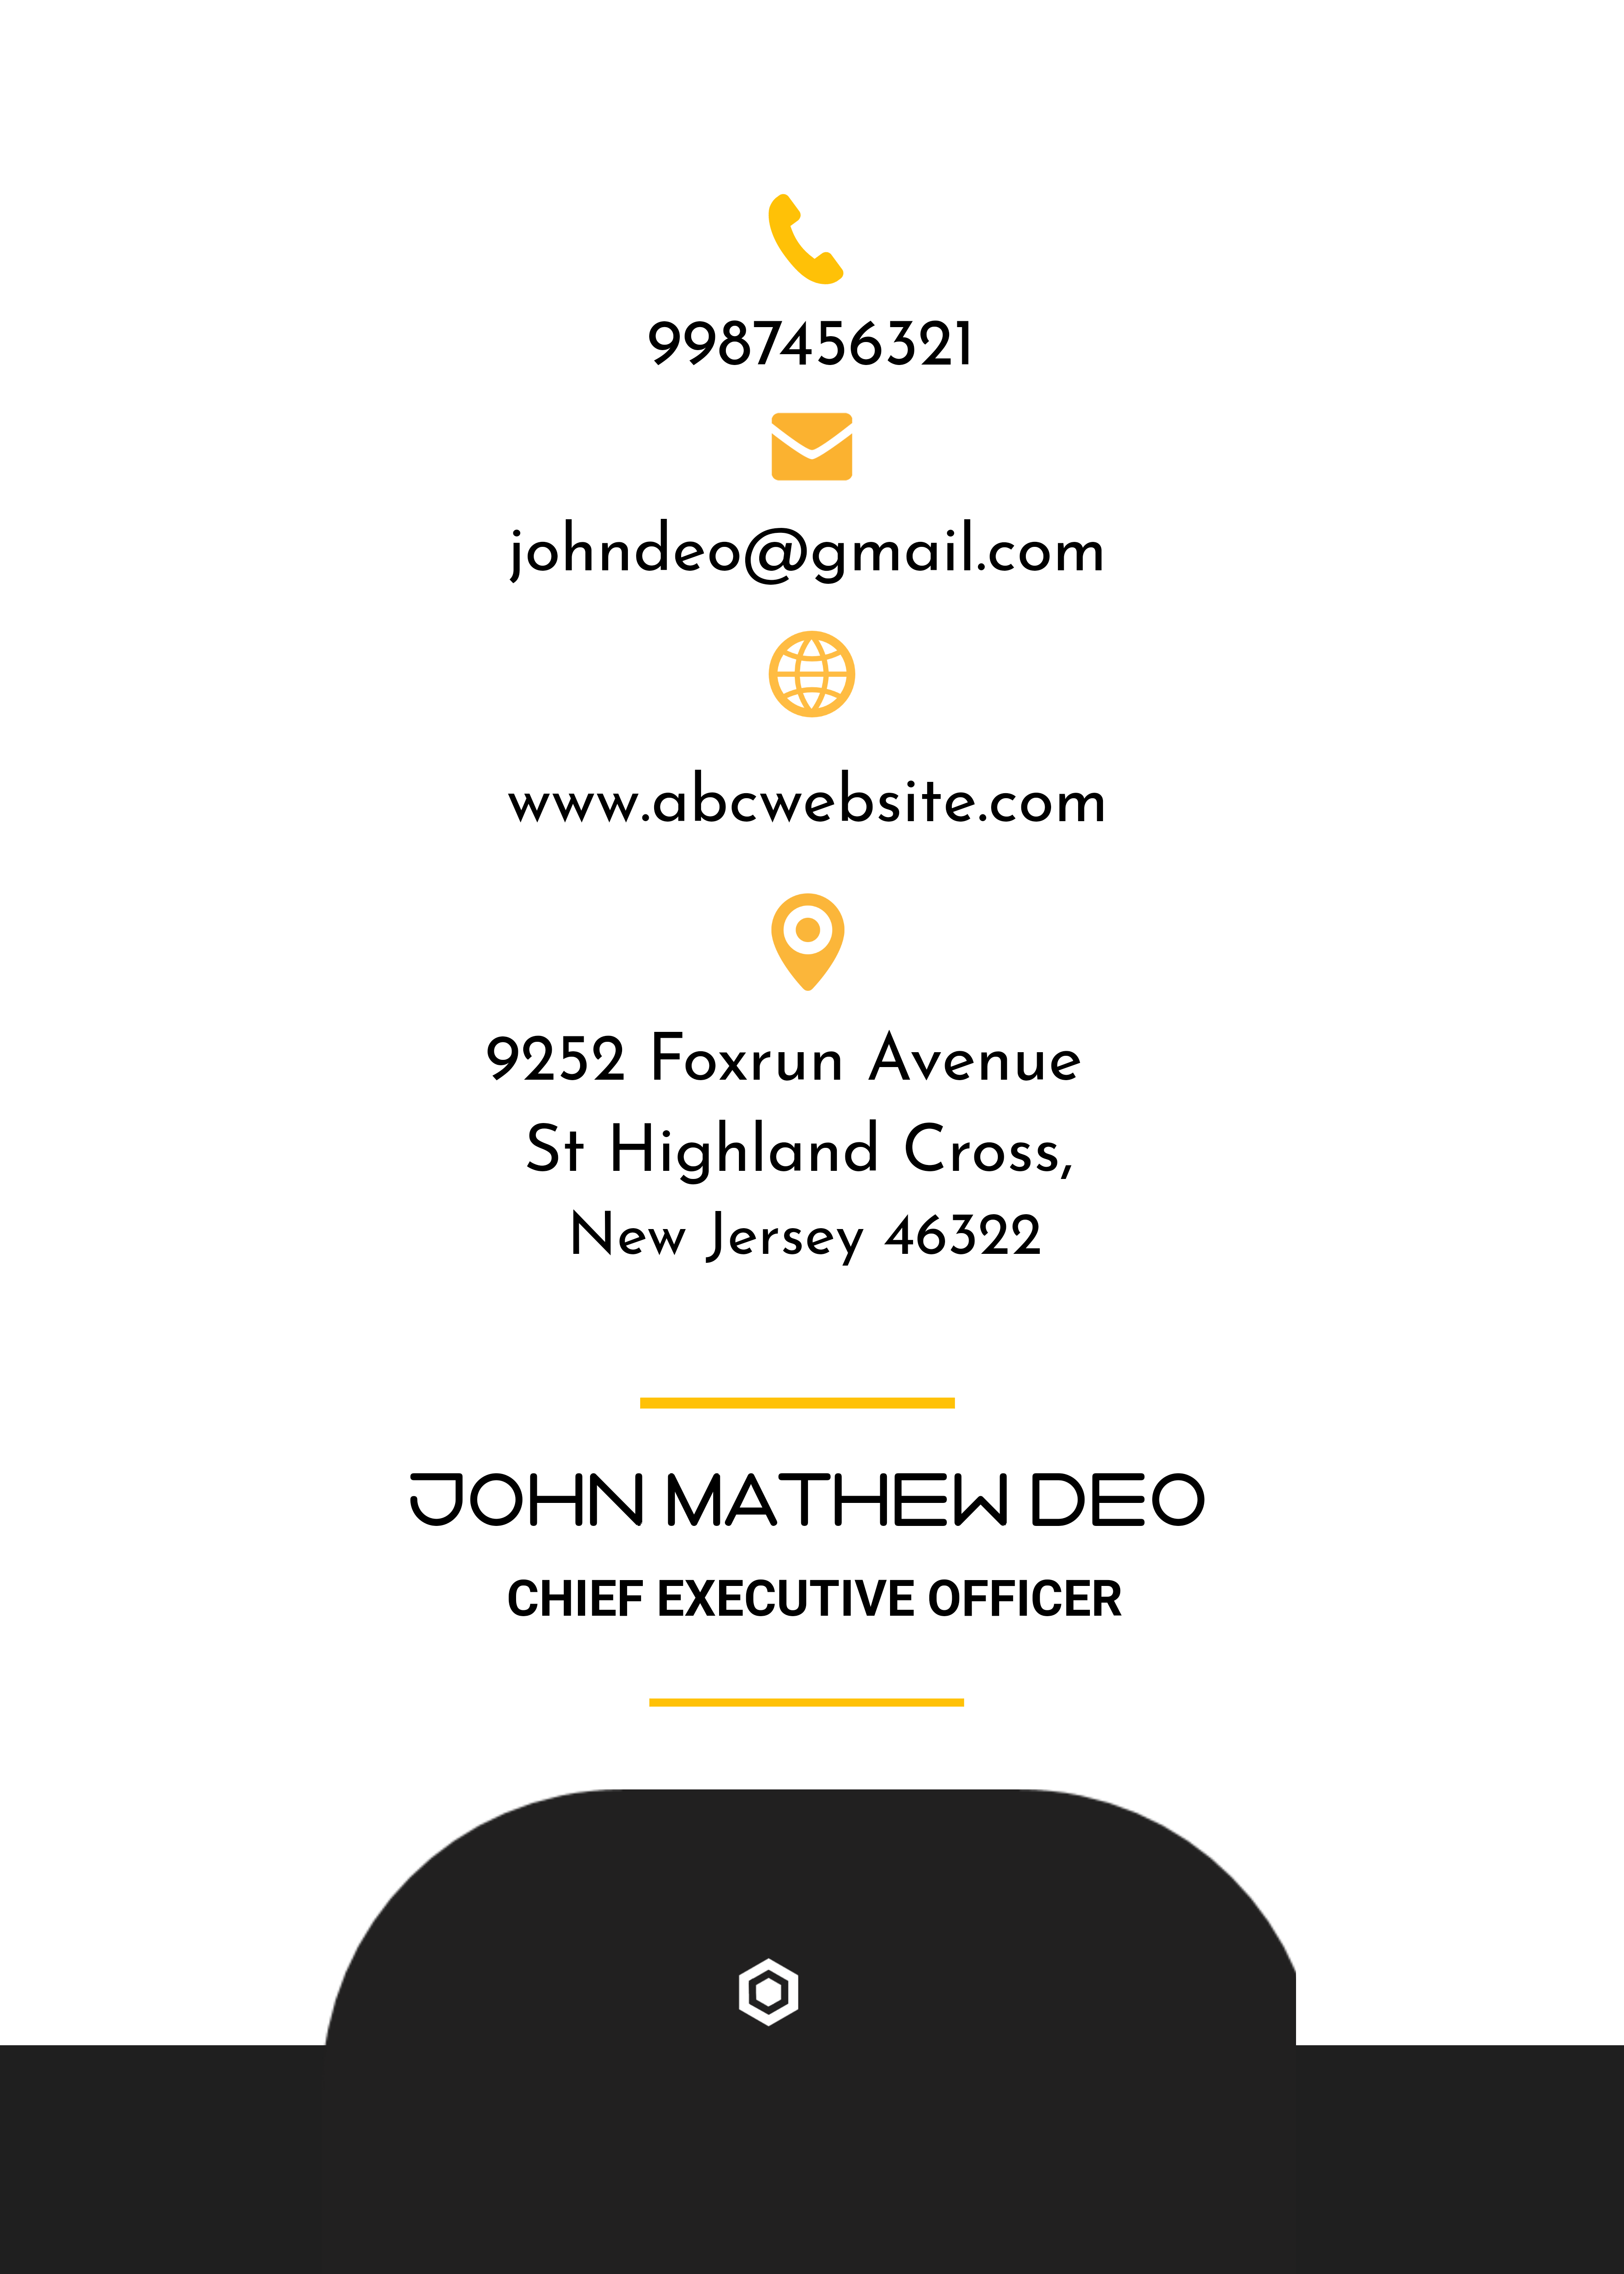 9987456321
johndeo@gmail.com
www.abcwebsite.com
9252 Foxrun Avenue
St Highland Cross,
New Jersey 46322
JOHN MATHEW DEO
CHIEF EXECUTIVE OFFICER